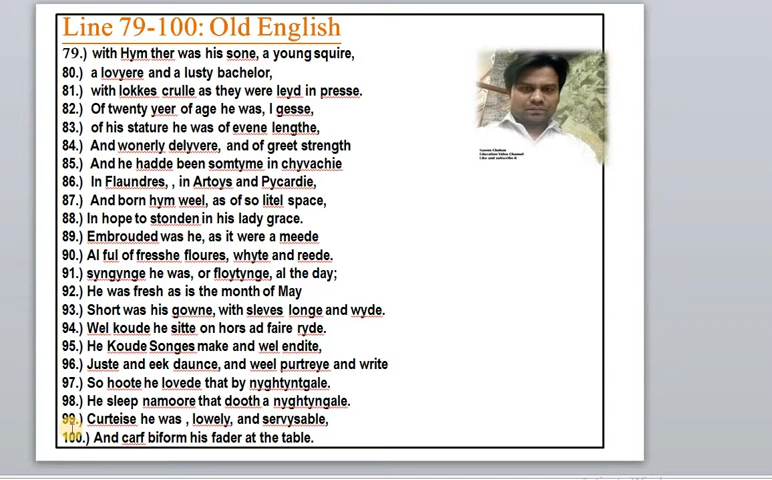 Line 79-100: Old English
79.) with Hym ther was his sone, a young squire,
80.) a lovyere and a lusty bachelor,
81.) with lokkes crulle as they were leyd in presse.
82.) Of twenty yeer of age he was, I gesse,
83.) of his stature he was of evene lengthe,
84.) And wonerly delyvere, and of greet strength
85.) And he hadde been somtyme in chyvachie
86.) In Flaundres, , in Artoys and Pycardie,
87.) And born hym weel, as of so litel space,
88.) In hope to stonden in his lady grace.
89.) Embrouded was he, as it were a meede
90.) Al ful of fresshe floures, whyte and reede.
91.) syngynge he was, or floytynge, al the day;
92.) He was fresh as is the month of May
93.) Short was his gowne, with sleves longe and wyde.
94.) Wel koude he sitte on hors ad faire ryde.
95.) He Koude Songes make and wel endite,
96.) Juste and eek daunce, and weel purtreye and write
97.) So hoote he lovede that by nyghtyntgale.
98.) He sleep namoore that dooth a nyghtyngale.
99.) Curteise he was , lowely, and servysable,
100.) And carf biform his fader at the table.
Education Video Channel
Like and subscribe it